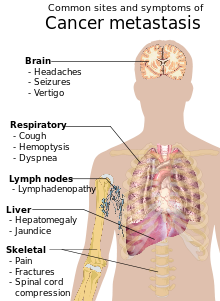 Common sites and symptoms of
Cancer metastasis
Brain
- Headaches
- Seizures
- Vertigo
Respiratory
- Cough
- Hemoptysis
- Dyspnea
Lymph nodes
- Lymphadenopathy
Liver
- Hepatomegaly
- Jaundice
Skeletal
- Pain
- Fractures
- Spinal cord
compression